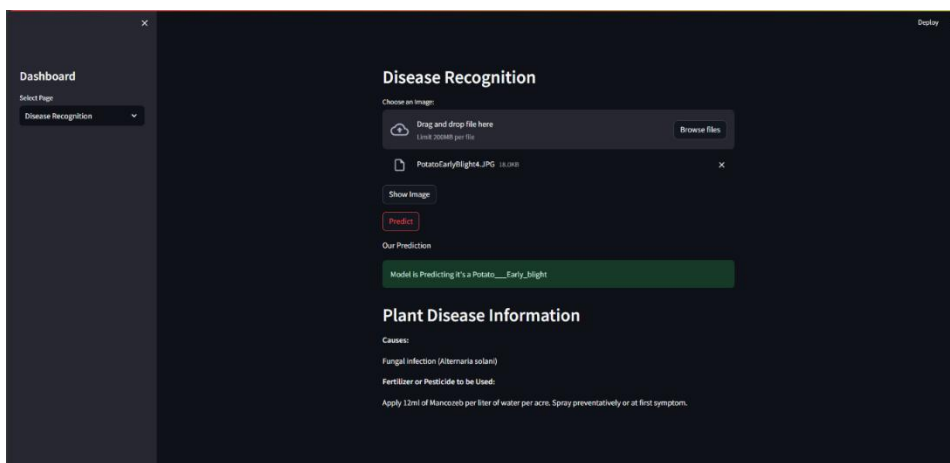 Deploy
Dashboard
Select Page
Disease Recognition
Disease Recognition
Choose an Image:
Drag and drop file here
Limit 200MB per file
Browse files
PotatoEarlyBlight4.JPG 18.0KB
Show Image
Predict
Our Prediction
Model is Predicting it's a Potato___Early_blight
Plant Disease Information
Causes:
Fungal infection (Alternaria solani)
Fertilizer or Pesticide to be Used:
Apply 12ml of Mancozeb per liter of water per acre. Spray preventatively or at first symptom.